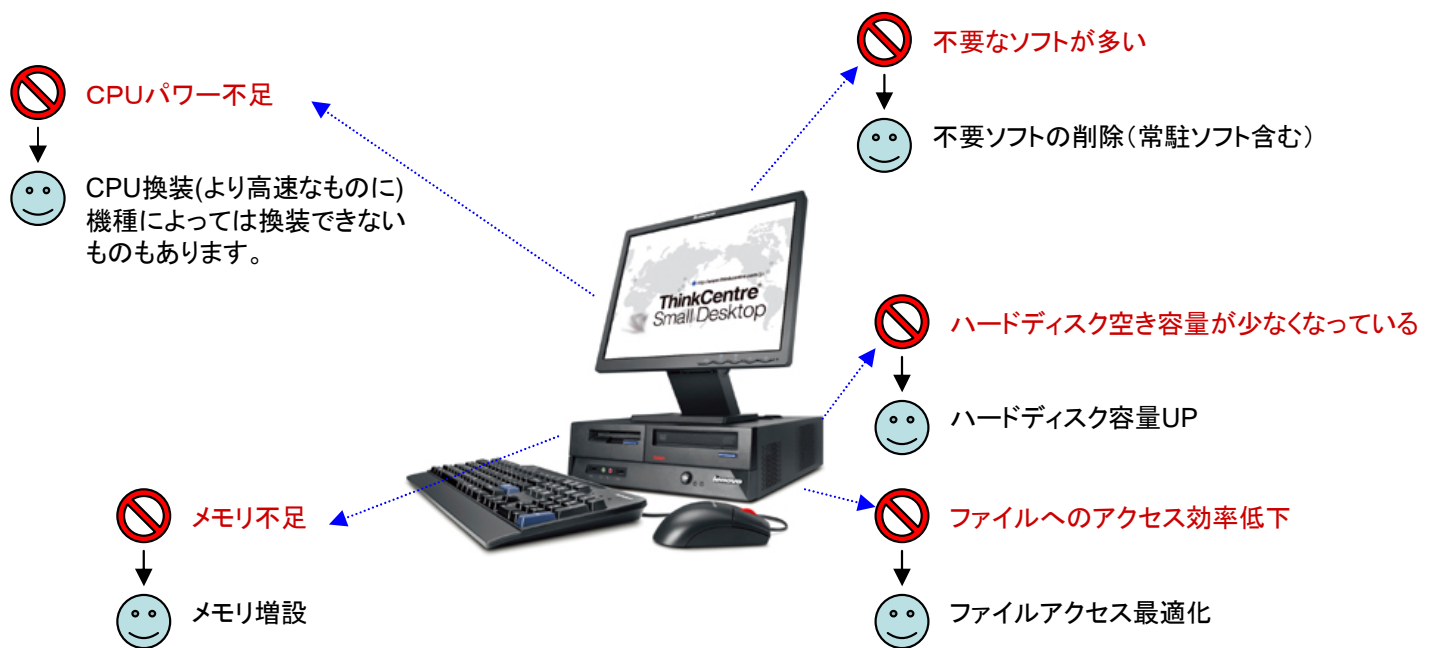 CPUパワー不足
CPU換装(より高速なものに)
機種によっては換装できない
ものもあります。
不要なソフトが多い
不要ソフトの削除(常駐ソフト含む)
ThinkCentre
Small Desktop
ハードディスク空き容量が少なくなっている
ハードディスク容量UP
lenovo
メモリ不足
メモリ増設
ファイルへのアクセス効率低下
ファイルアクセス最適化